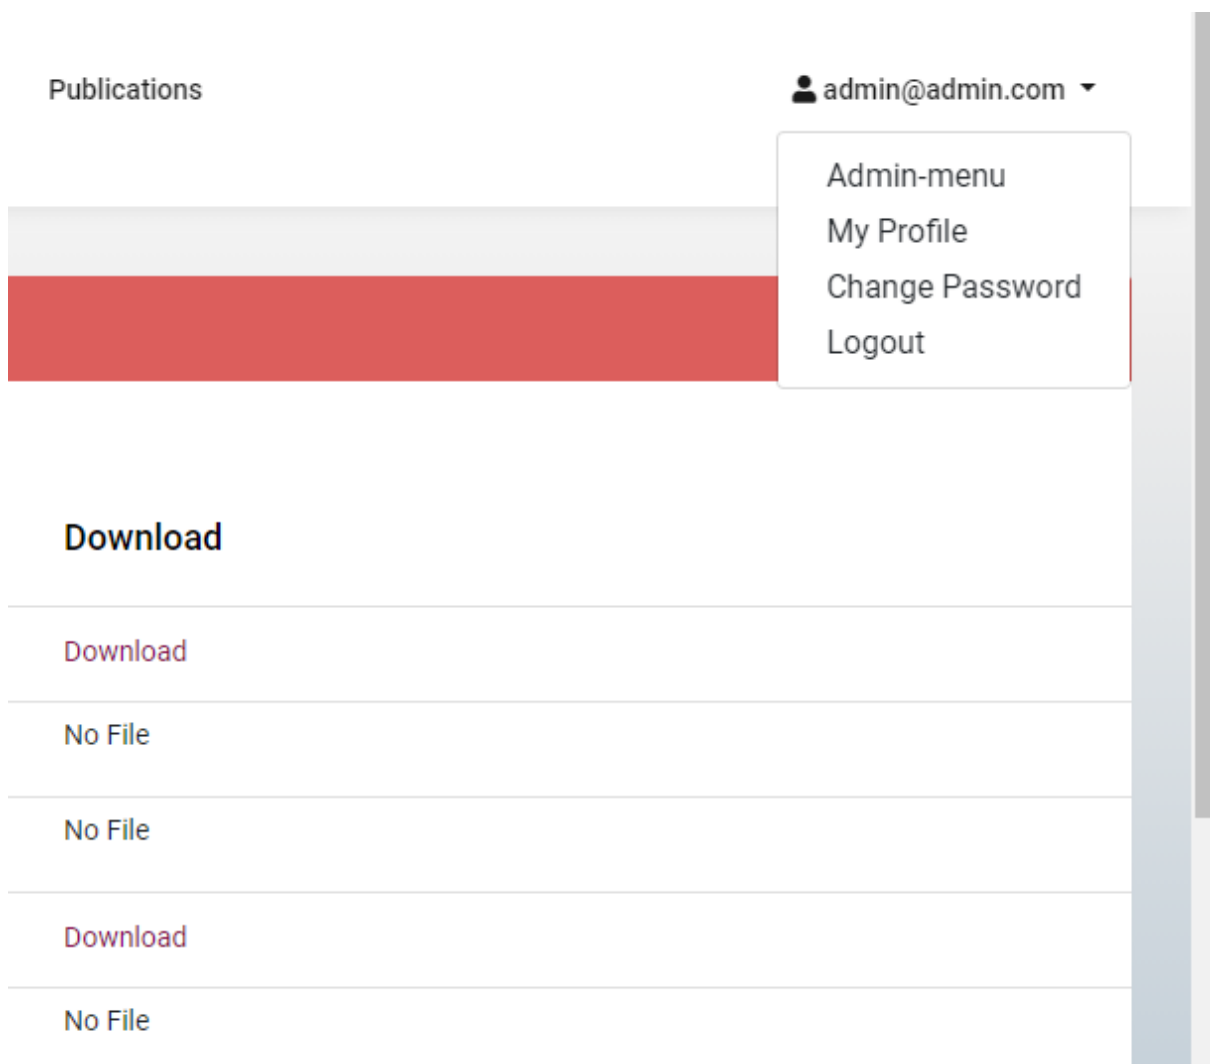 Publications
admin@admin.com
Admin-menu
My Profile
Change Password
Logout
Download
Download
No File
No File
Download
No File